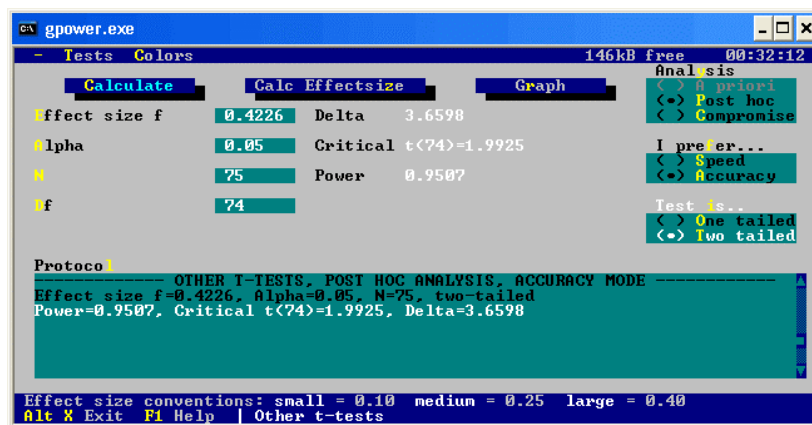 gpower.exe
- Tests Colors 146kB free 00:32:12
Calculate Calc Effectsize Graph
Analysis
( ) A priori
(•) Post hoc
( ) Compromise
Effect size f 0.4226 Delta 3.6598
Alpha 0.05 Critical t(74)=1.9925
I prefer...
( ) Speed
(•) Accuracy
N 75 Power 0.9507
Df 74
Test is..
( ) One tailed
(•) Two tailed
Protocol
------------- OTHER T-TESTS, POST HOC ANALYSIS, ACCURACY MODE -------------
Effect size f=0.4226, Alpha=0.05, N=75, two-tailed
Power=0.9507, Critical t(74)=1.9925, Delta=3.6598
Effect size conventions: small = 0.10 medium = 0.25 large = 0.40
Alt X Exit F1 Help | Other t-tests